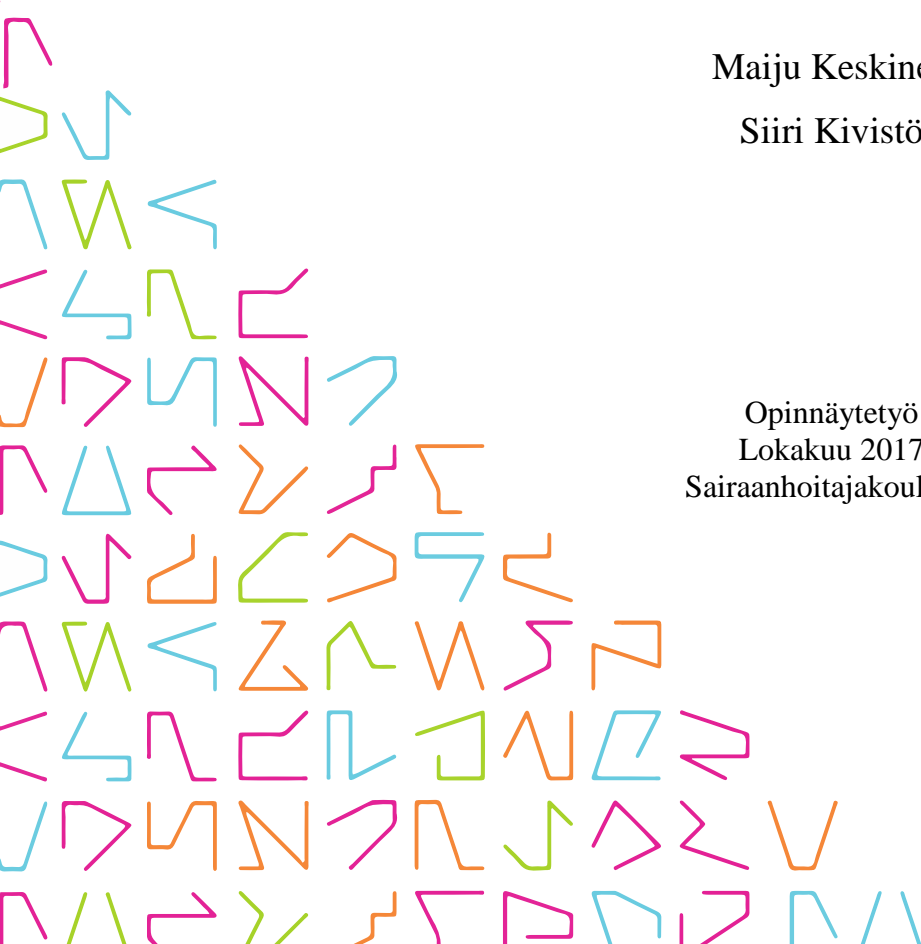 Maiju Keskine
Siiri Kivistö
Opinnäytetyö
Lokakuu 2017
Sairaanhoitajakoul